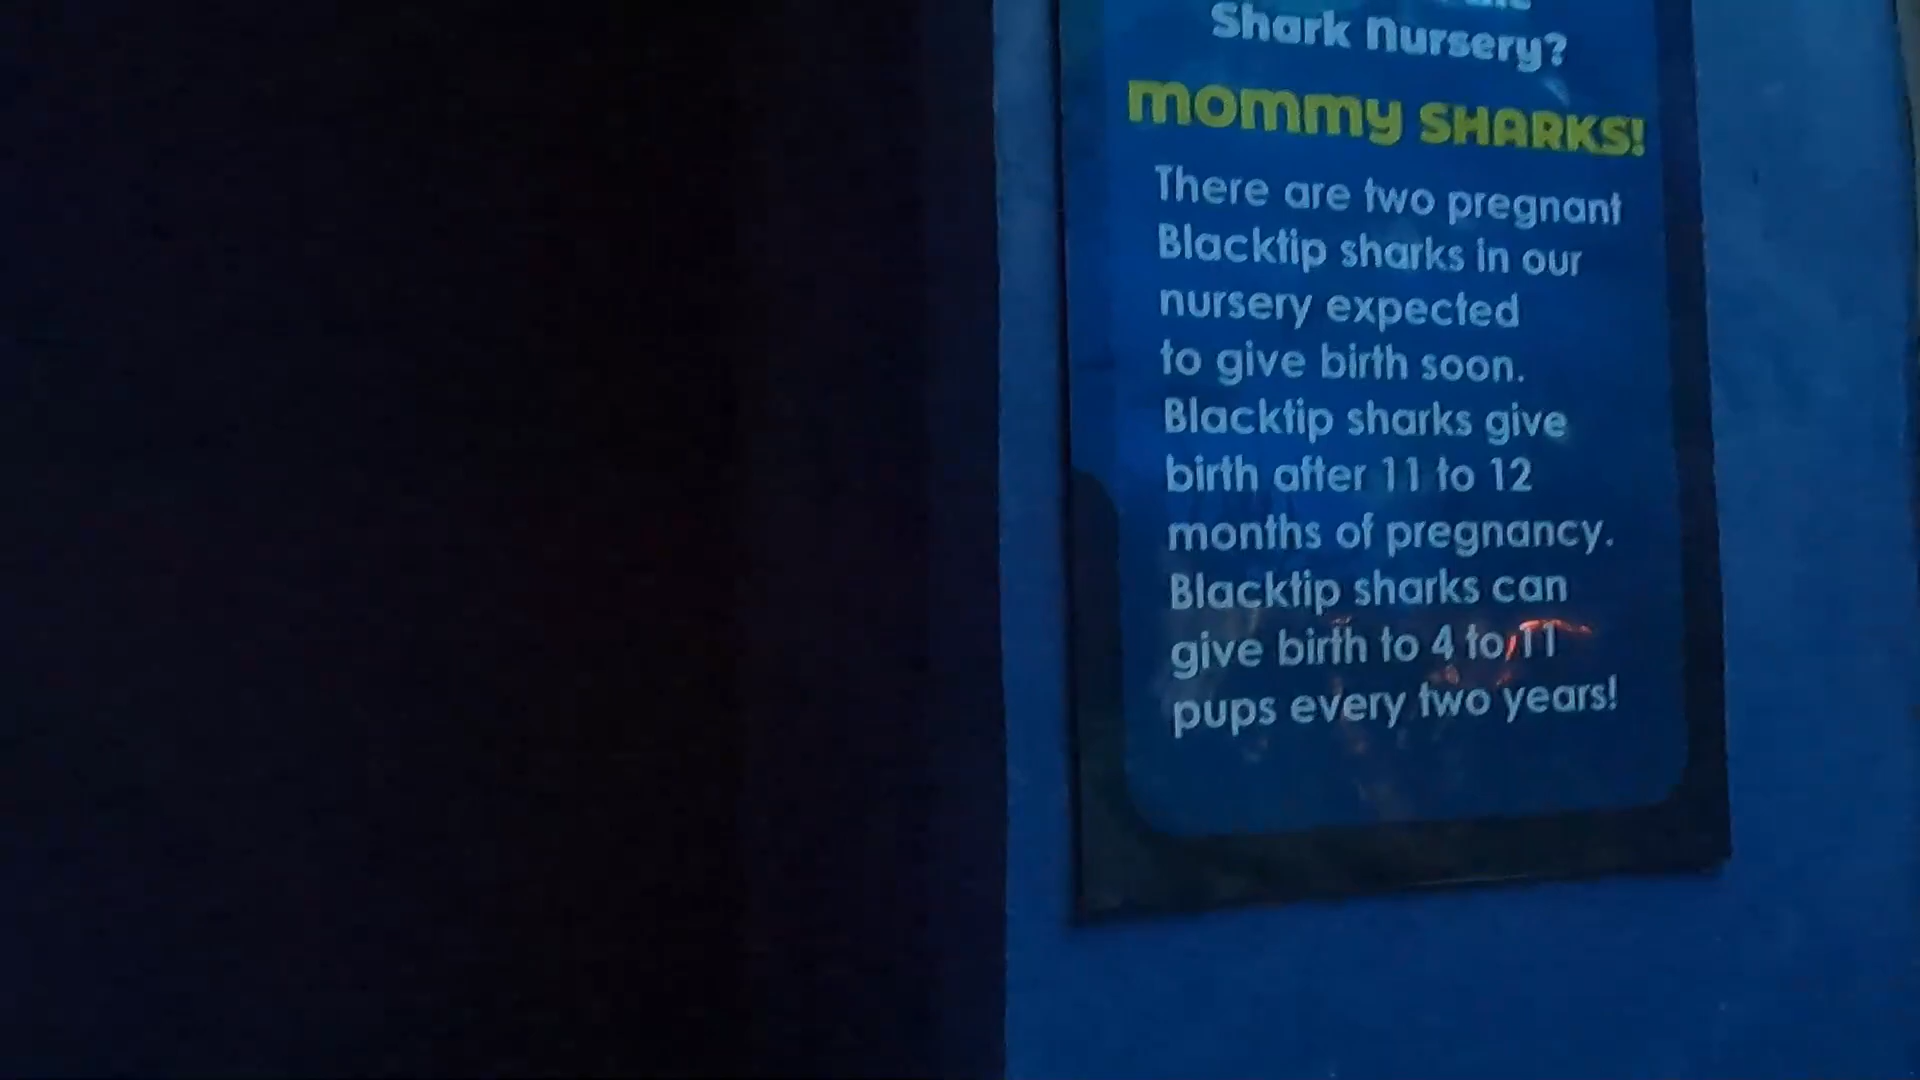 Shark Nursery?
mommy SHARKS!
There are two pregnant
Blacktip sharks in our
nursery expected
to give birth soon.
Blacktip sharks give
birth after 11 to 12
months of pregnancy.
Blacktip sharks can
give birth to 4 to 11
pups every two years!